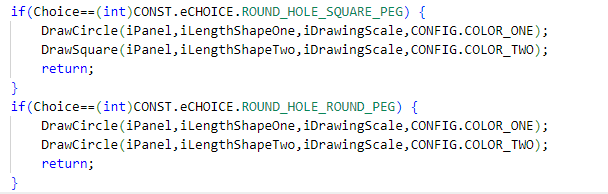 if(Choice==(int)CONST.eCHOICE.ROUND_HOLE_SQUARE_PEG) {
DrawCircle(iPanel,iLengthShapeOne,iDrawingScale,CONFIG.COLOR_ONE);
DrawSquare(iPanel,iLengthShapeTwo,iDrawingScale,CONFIG.COLOR_TWO);
return;
}
if(Choice==(int)CONST.eCHOICE.ROUND_HOLE_ROUND_PEG) {
DrawCircle(iPanel,iLengthShapeOne,iDrawingScale,CONFIG.COLOR_ONE);
DrawCircle(iPanel,iLengthShapeTwo,iDrawingScale,CONFIG.COLOR_TWO);
return;
}